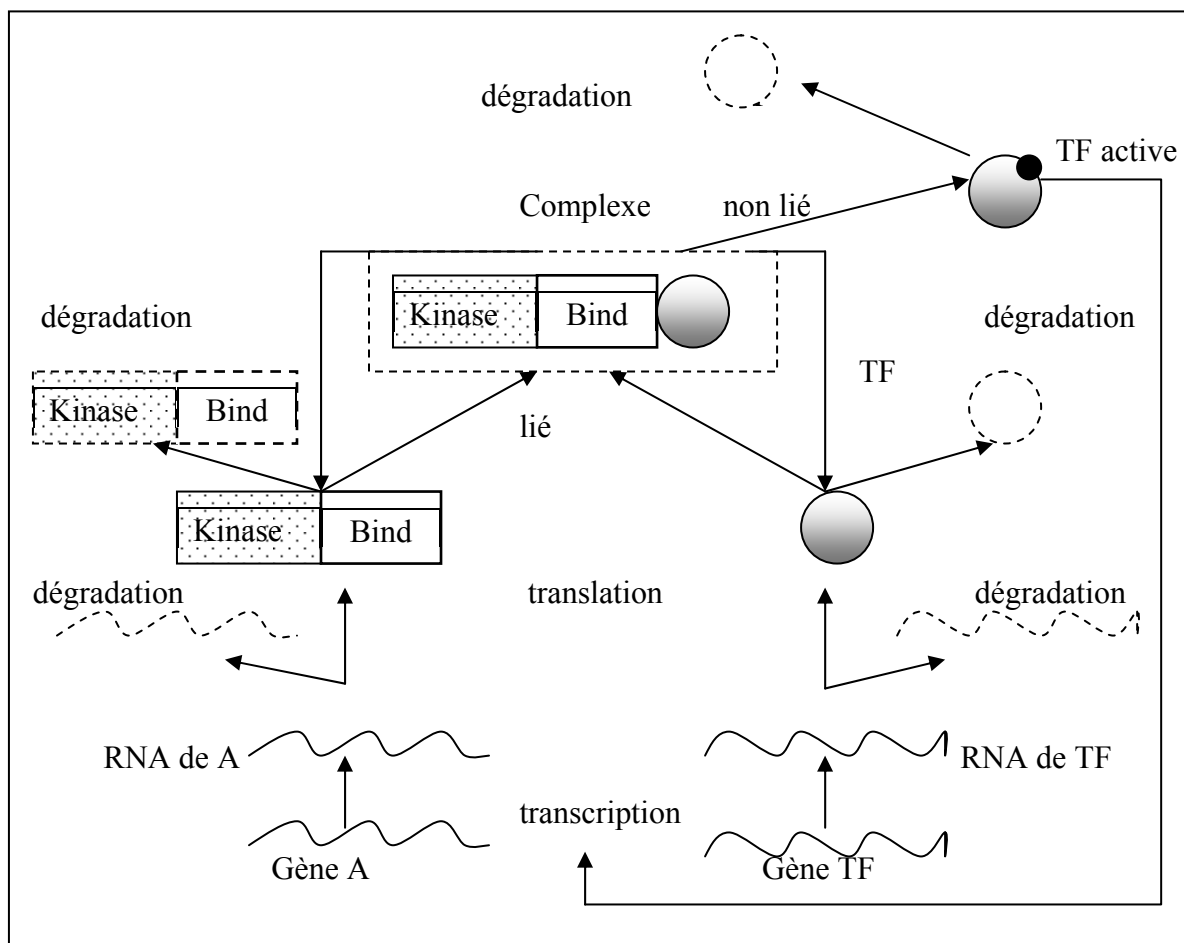 dégradation
TF active
Complexe
non lié
dégradation
Kinase
Bind
dégradation
TF
Kinase
Bind
lié
Kinase
Bind
dégradation
translation
dégradation
RNA de A
RNA de TF
transcription
Gène A
Gène TF